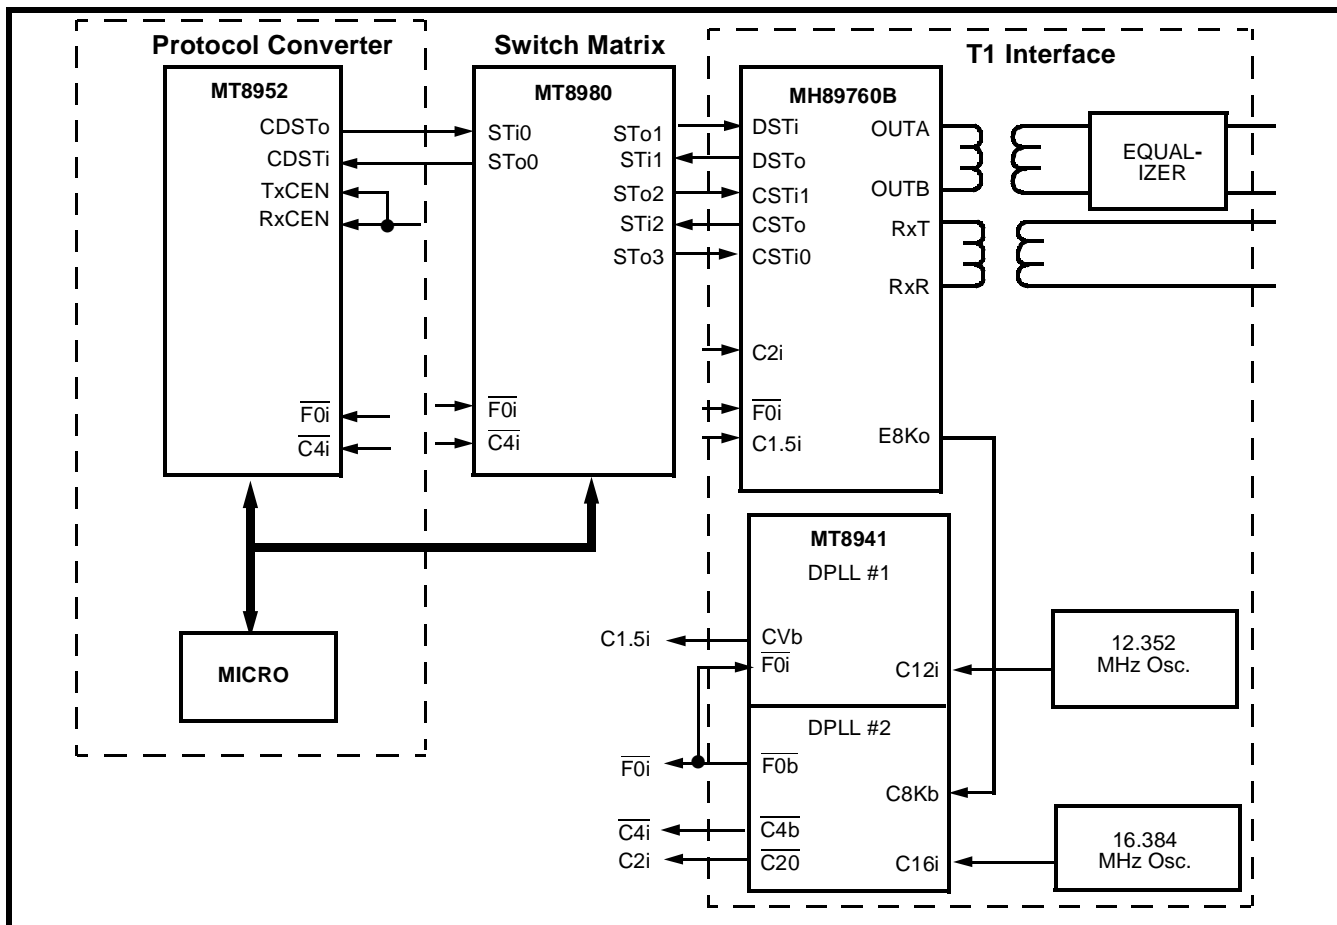 Protocol Converter
Switch Matrix
T1 Interface
MT8952
CDSTo
CDSTi
TxCEN
RxCEN
F0i
C4i
MICRO
MT8980
STi0
STo0
STo1
STi1
STo2
STi2
STo3
F0i
C4i
MH89760B
DSTi
DSTo
CSTi1
CSTo
CSTi0
C2i
F0i
C1.5i
OUTA
OUTB
RxT
RxR
E8Ko
EQUAL-
IZER
MT8941
DPLL #1
CVb
F0i
C12i
DPLL #2
F0b
C8Kb
C4b
C20
C16i
C1.5i
F0i
C4i
C2i
12.352
MHz Osc.
16.384
MHz Osc.